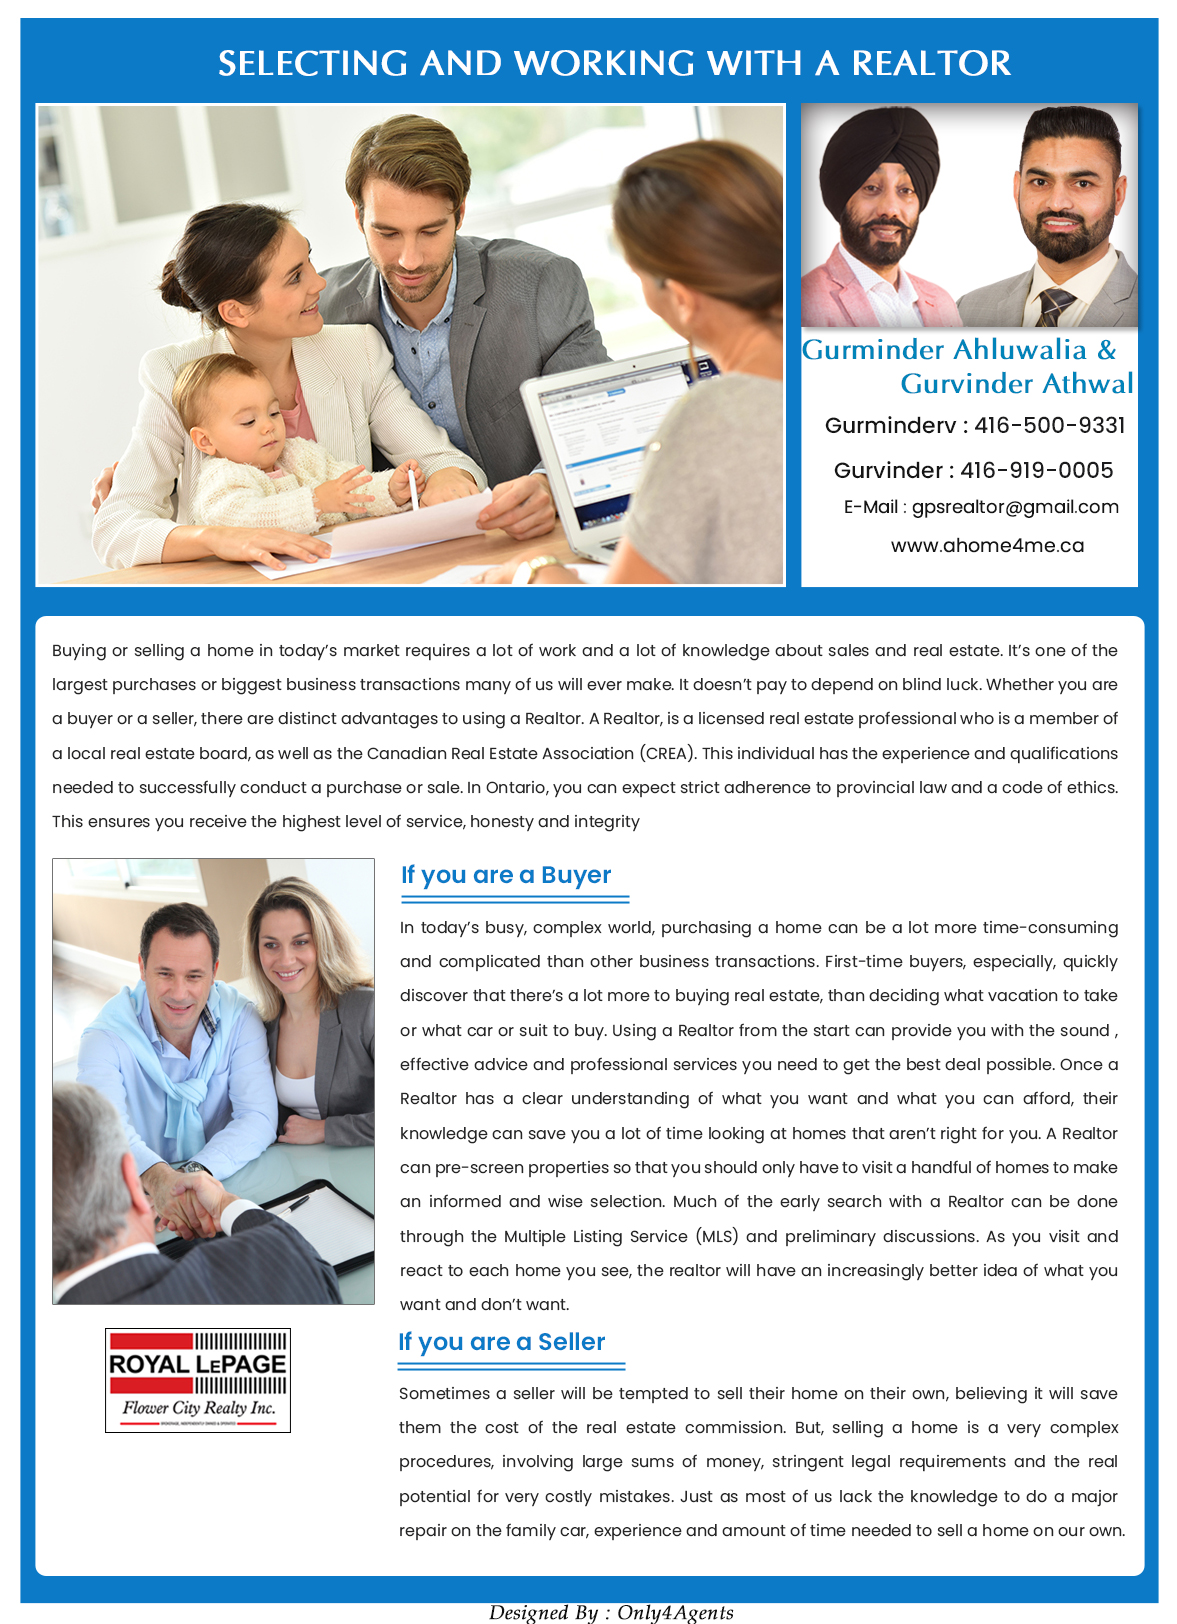 SELECTING AND WORKING WITH A REALTOR
Gurminder Ahluwalia &
Gurvinder Athwal
Gurminderv : 416-500-9331
Gurvinder : 416-919-0005
E-Mail : gpsrealtor@gmail.com
www.ahome4me.ca
Buying or selling a home in today’s market requires a lot of work and a lot of knowledge about sales and real estate. It’s one of the
largest purchases or biggest business transactions many of us will ever make. It doesn’t pay to depend on blind luck. Whether you are
a buyer or a seller, there are distinct advantages to using a Realtor. A Realtor, is a licensed real estate professional who is a member of
a local real estate board, as well as the Canadian Real Estate Association (CREA). This individual has the experience and qualifications
needed to successfully conduct a purchase or sale. In Ontario, you can expect strict adherence to provincial law and a code of ethics.
This ensures you receive the highest level of service, honesty and integrity
If you are a Buyer
In today’s busy, complex world, purchasing a home can be a lot more time-consuming
and complicated than other business transactions. First-time buyers, especially, quickly
discover that there’s a lot more to buying real estate, than deciding what vacation to take
or what car or suit to buy. Using a Realtor from the start can provide you with the sound ,
effective advice and professional services you need to get the best deal possible. Once a
Realtor has a clear understanding of what you want and what you can afford, their
knowledge can save you a lot of time looking at homes that aren’t right for you. A Realtor
can pre-screen properties so that you should only have to visit a handful of homes to make
an informed and wise selection. Much of the early search with a Realtor can be done
through the Multiple Listing Service (MLS) and preliminary discussions. As you visit and
react to each home you see, the realtor will have an increasingly better idea of what you
want and don’t want.
ROYAL LEPAGE
Flower City Realty Inc.
BROKERAGE, INDEPENDENTLY OWNED & OPERATED
If you are a Seller
Sometimes a seller will be tempted to sell their home on their own, believing it will save
them the cost of the real estate commission. But, selling a home is a very complex
procedures, involving large sums of money, stringent legal requirements and the real
potential for very costly mistakes. Just as most of us lack the knowledge to do a major
repair on the family car, experience and amount of time needed to sell a home on our own.
Designed By : Only4Agents